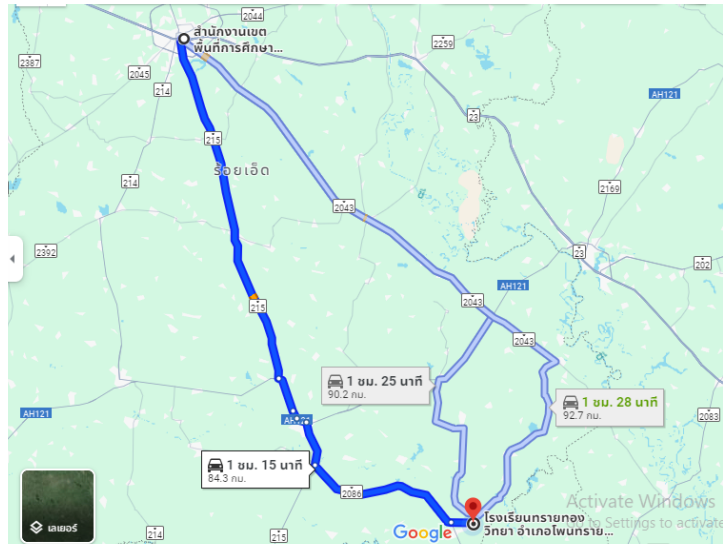 สำนักงานเขต
พื้นที่การศึกษา...
2044
2387
2045
214
2259
AH121
23
215
ร้อยเอ็ด
214
2169
2043
2392
23
202
AH121
2043
215
2043
1 ชม. 25 นาที
90.2 กม.
1 ชม. 28 นาที
92.7 กม.
AH121
AH121
2083
1 ชม. 15 นาที
84.3 กม.
2086
Activate Windows
Go to Settings to activate
โรงเรียนทรายทอง
วิทยา อำเภอโพนทราย...
Google
เลเยอร์
215